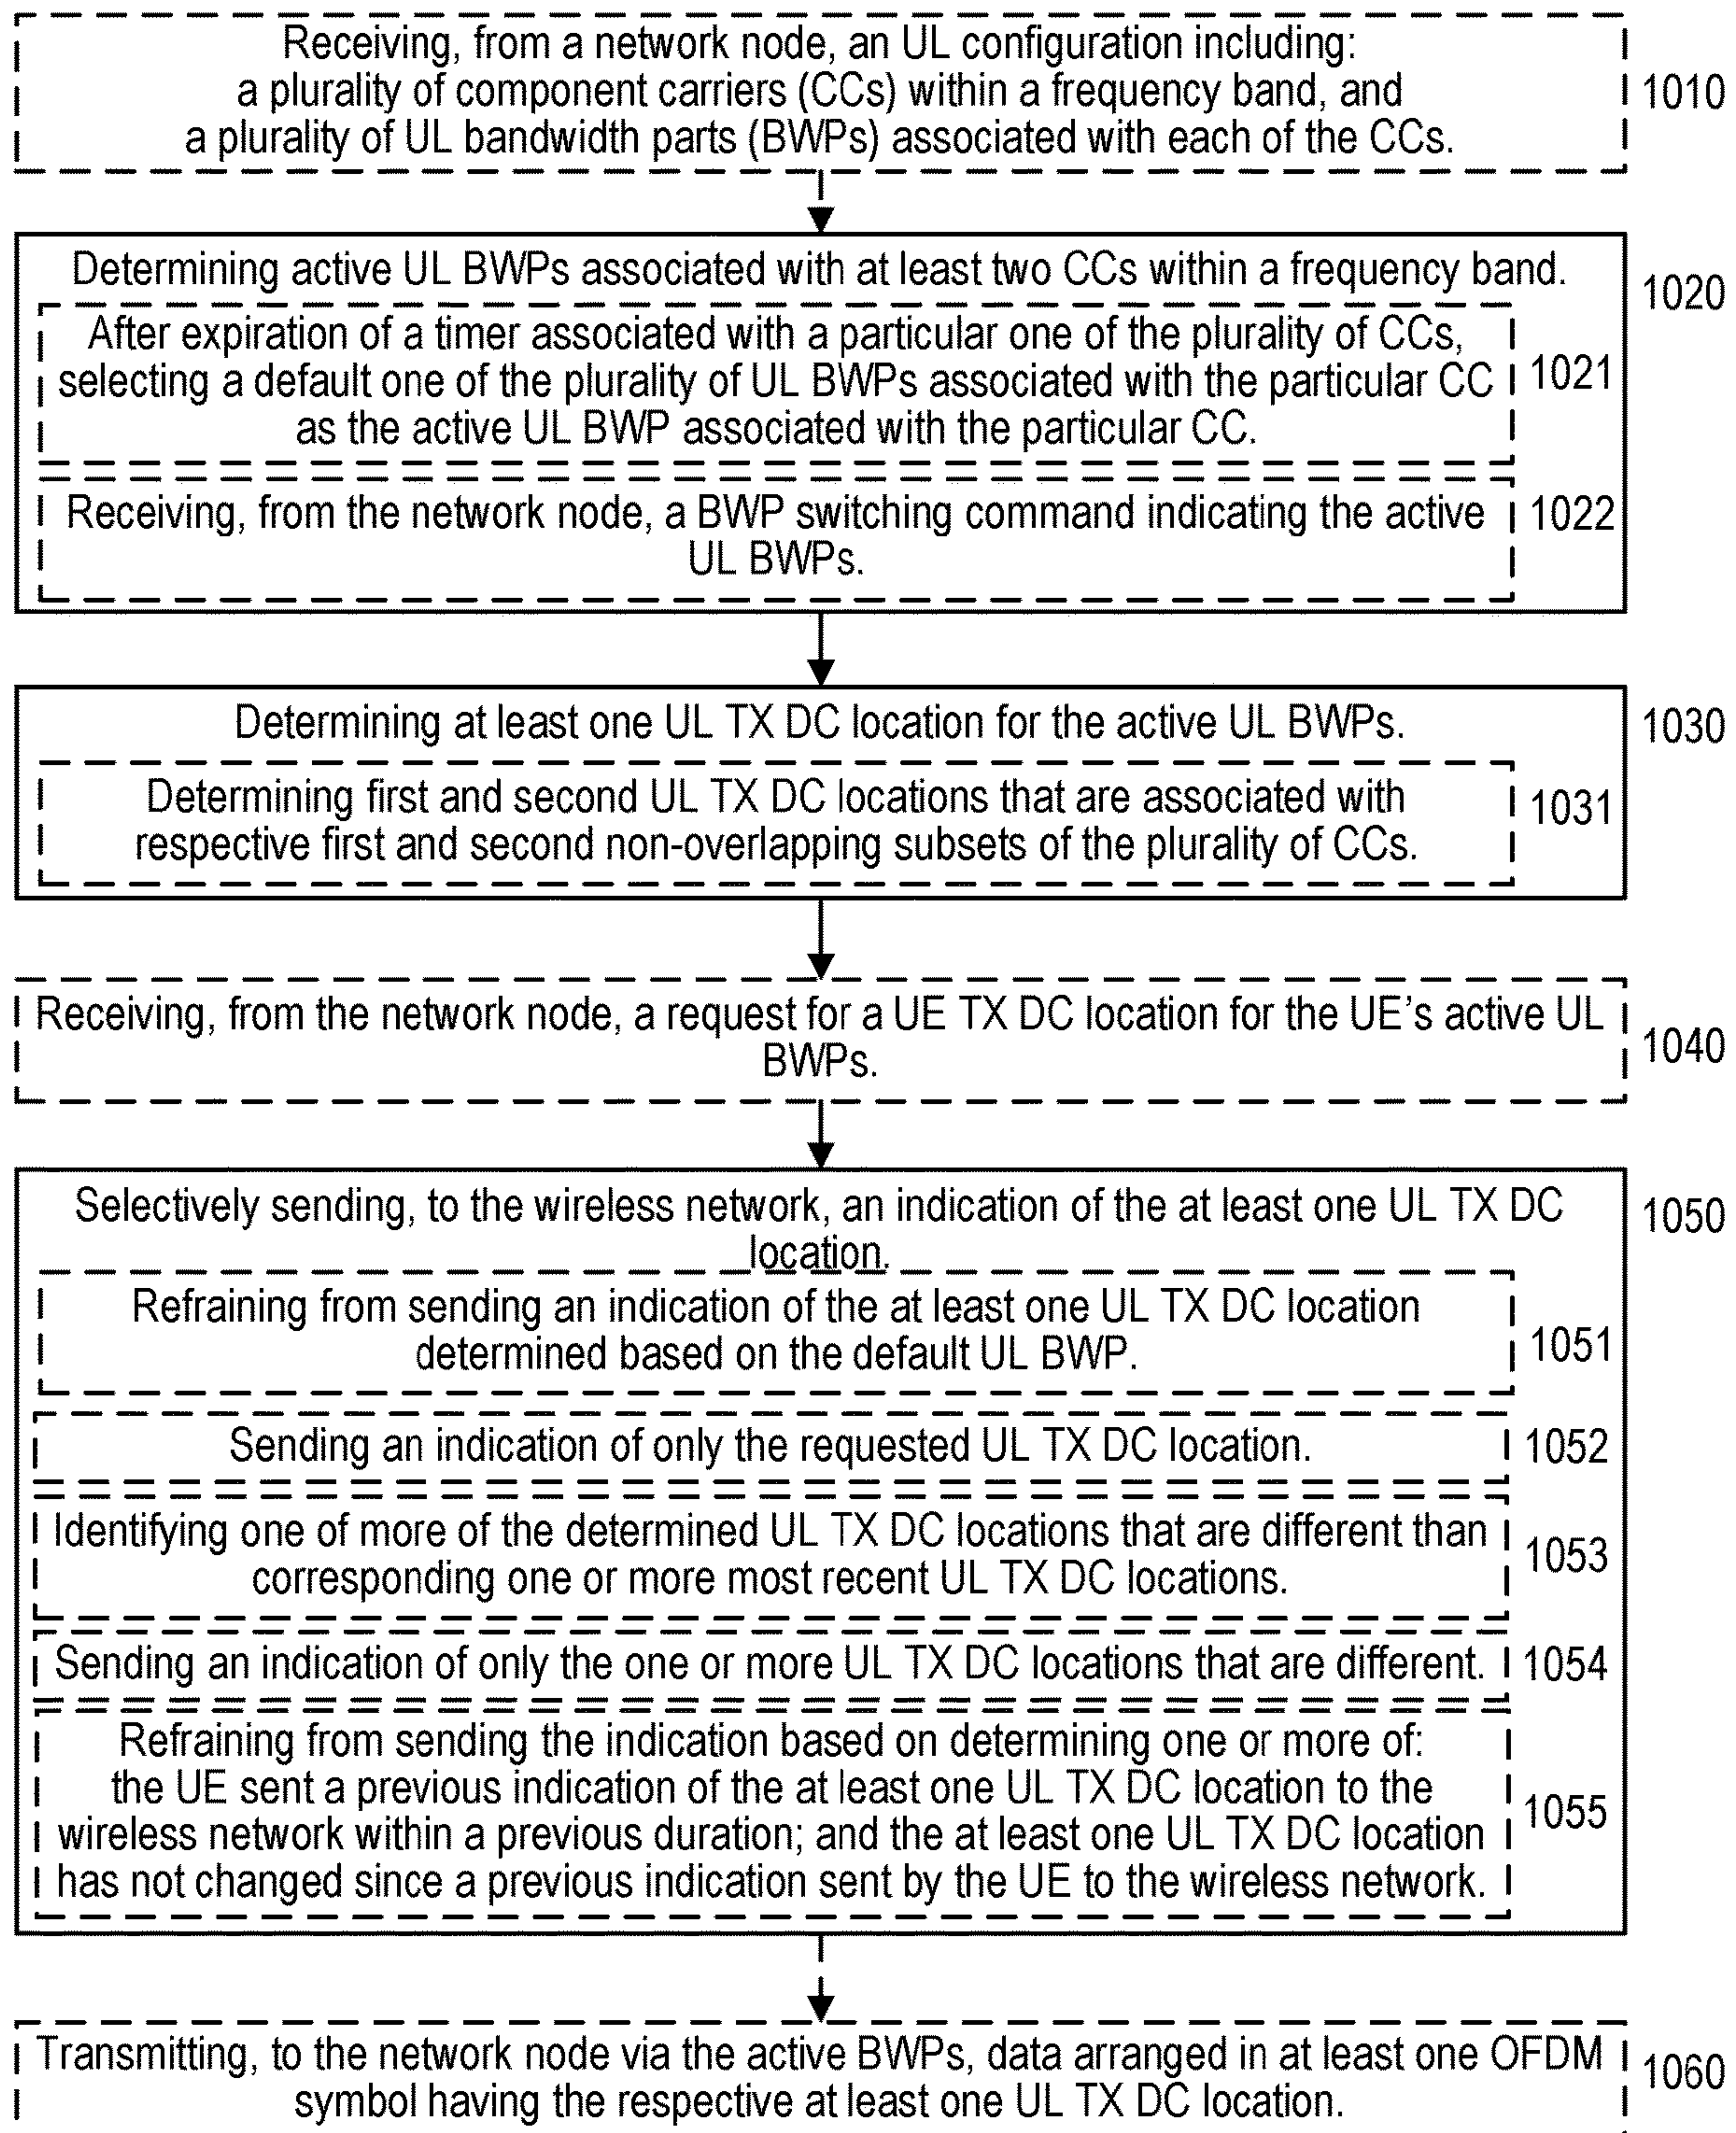 Receiving, from a network node, an UL configuration including:
a plurality of component carriers (CCs) within a frequency band, and
a plurality of UL bandwidth parts (BWPs) associated with each of the CCs.
1010
Determining active UL BWPs associated with at least two CCs within a frequency band.
1020
After expiration of a timer associated with a particular one of the plurality of CCs,
selecting a default one of the plurality of UL BWPs associated with the particular CC
as the active UL BWP associated with the particular CC.
1021
Receiving, from the network node, a BWP switching command indicating the active
UL BWPs.
1022
Determining at least one UL TX DC location for the active UL BWPs.
1030
Determining first and second UL TX DC locations that are associated with
respective first and second non-overlapping subsets of the plurality of CCs.
1031
Receiving, from the network node, a request for a UE TX DC location for the UE's active UL
BWPs.
1040
Selectively sending, to the wireless network, an indication of the at least one UL TX DC
location.
1050
Refraining from sending an indication of the at least one UL TX DC location
determined based on the default UL BWP.
1051
Sending an indication of only the requested UL TX DC location.
1052
Identifying one of more of the determined UL TX DC locations that are different than
corresponding one or more most recent UL TX DC locations.
1053
Sending an indication of only the one or more UL TX DC locations that are different.
1054
Refraining from sending the indication based on determining one or more of:
the UE sent a previous indication of the at least one UL TX DC location to the
wireless network within a previous duration; and the at least one UL TX DC location
has not changed since a previous indication sent by the UE to the wireless network.
1055
Transmitting, to the network node via the active BWPs, data arranged in at least one OFDM
symbol having the respective at least one UL TX DC location.
1060